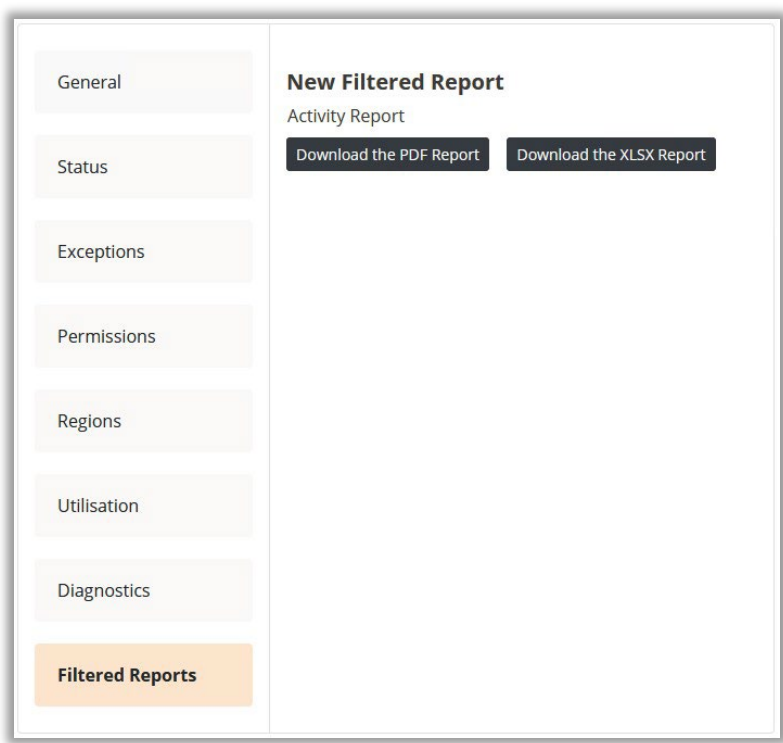 General
Status
Exceptions
Permissions
Regions
Utilisation
Diagnostics
Filtered Reports
New Filtered Report
Activity Report
Download the PDF Report
Download the XLSX Report